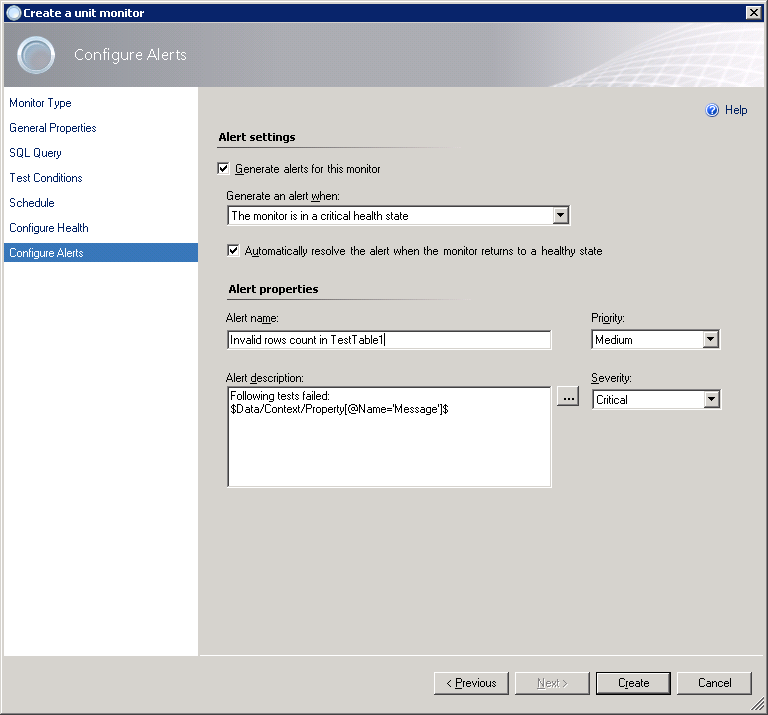 Create a unit monitor
Configure Alerts
Monitor Type
General Properties
SQL Query
Test Conditions
Schedule
Configure Health
Configure Alerts
Help
Alert settings
Generate alerts for this monitor
Generate an alert when:
The monitor is in a critical health state
Automatically resolve the alert when the monitor returns to a healthy state
Alert properties
Alert name:
Invalid rows count in TestTable1
Priority:
Medium
Alert description:
Following tests failed:
$Data/Context/Property[@Name='Message']$
...
Severity:
Critical
< Previous
Next >
Create
Cancel